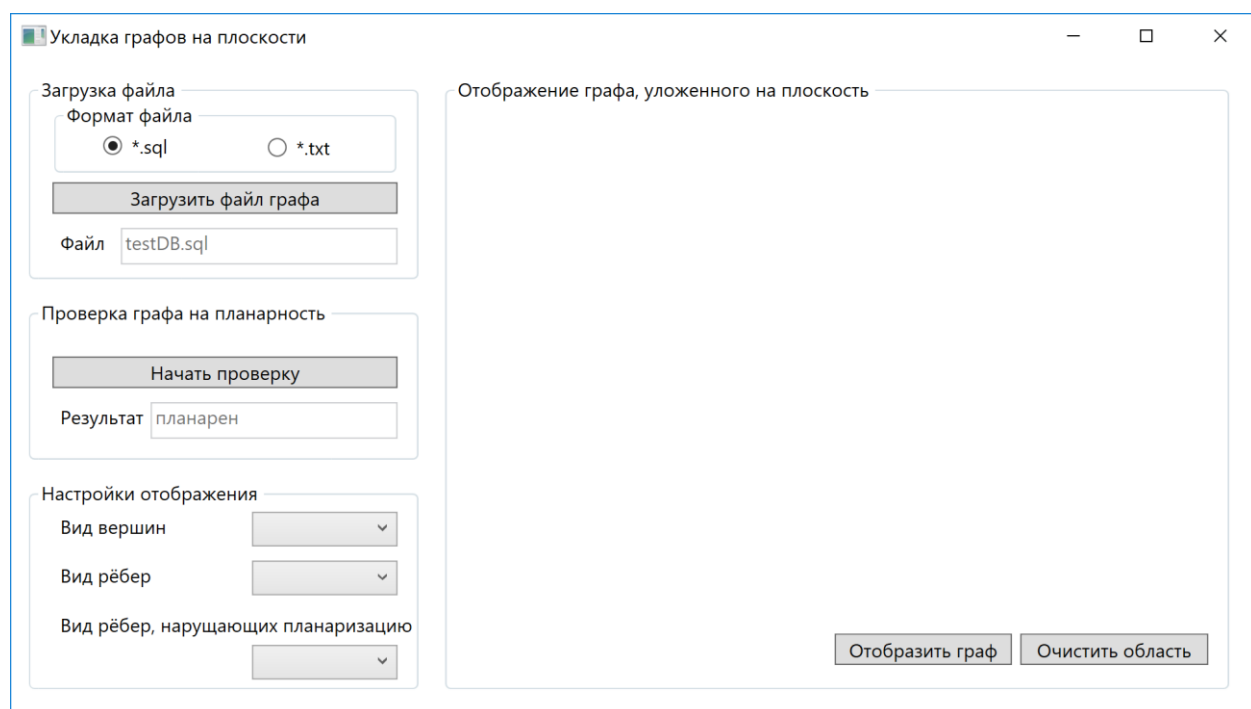 Укладка графов на плоскости
Загрузка файла
Формат файла
*.sql
*.txt
Загрузить файл графа
Файл testDB.sql
Проверка графа на планарность
Начать проверку
Результат планарен
Настройки отображения
Вид вершин
Вид рёбер
Вид рёбер, нарущающих планаризацию
Отображение графа, уложенного на плоскость
Отобразить граф
Очистить область